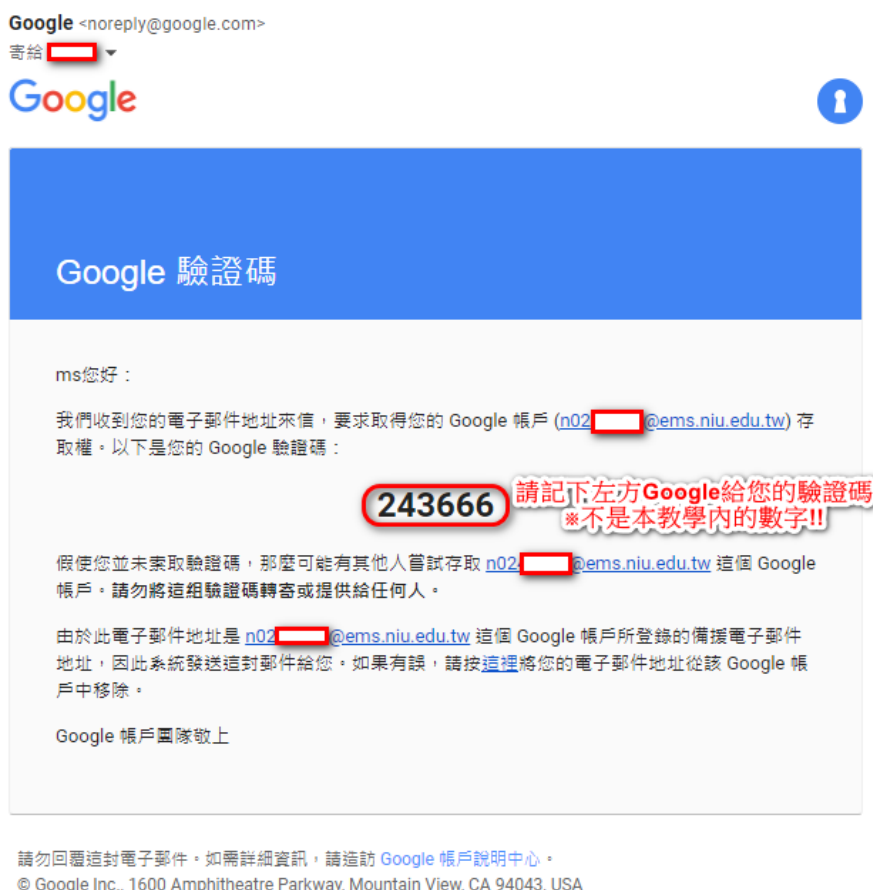 Google <noreply@google.com>
寄給
Google
Google 驗證碼
ms您好：
我們收到您的電子郵件地址來信，要求取得您的 Google 帳戶 (n02 @ems.niu.edu.tw) 存
取權。以下是您的 Google 驗證碼：
243666
請記下左方Google給您的驗證碼
※不是本教學內的數字!!
假使您並未索取驗證碼，那麼可能有其他人嘗試存取 n02 @ems.niu.edu.tw 這個 Google
帳戶。請勿將這組驗證碼轉寄或提供給任何人。
由於此電子郵件地址是 n02 @ems.niu.edu.tw 這個 Google 帳戶所登錄的備援電子郵件
地址，因此系統發送這封郵件給您。如果有誤，請按這裡將您的電子郵件地址從該 Google 帳
戶中移除。
Google 帳戶團隊敬上
請勿回覆這封電子郵件。如需詳細資訊，請造訪 Google 帳戶說明中心。
© Google Inc., 1600 Amphitheatre Parkway, Mountain View, CA 94043, USA